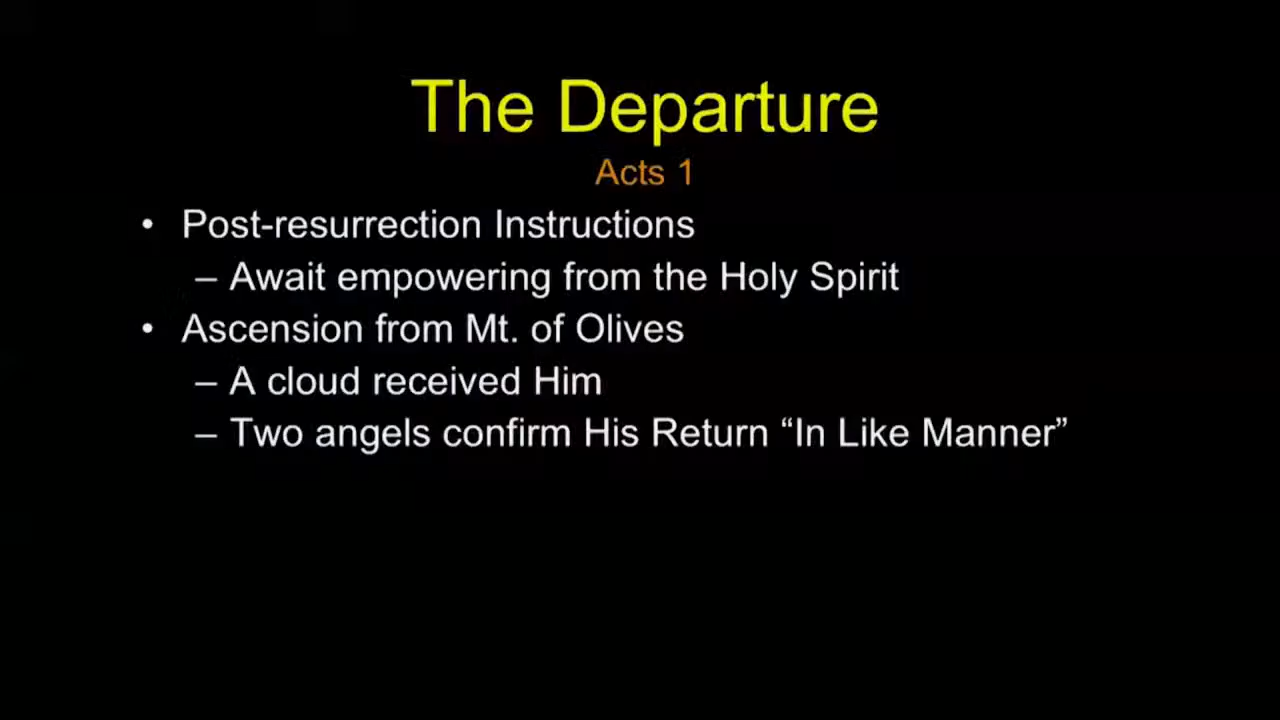 The Departure
Acts 1
• Post-resurrection Instructions
– Await empowering from the Holy Spirit
• Ascension from Mt. of Olives
– A cloud received Him
– Two angels confirm His Return “In Like Manner”